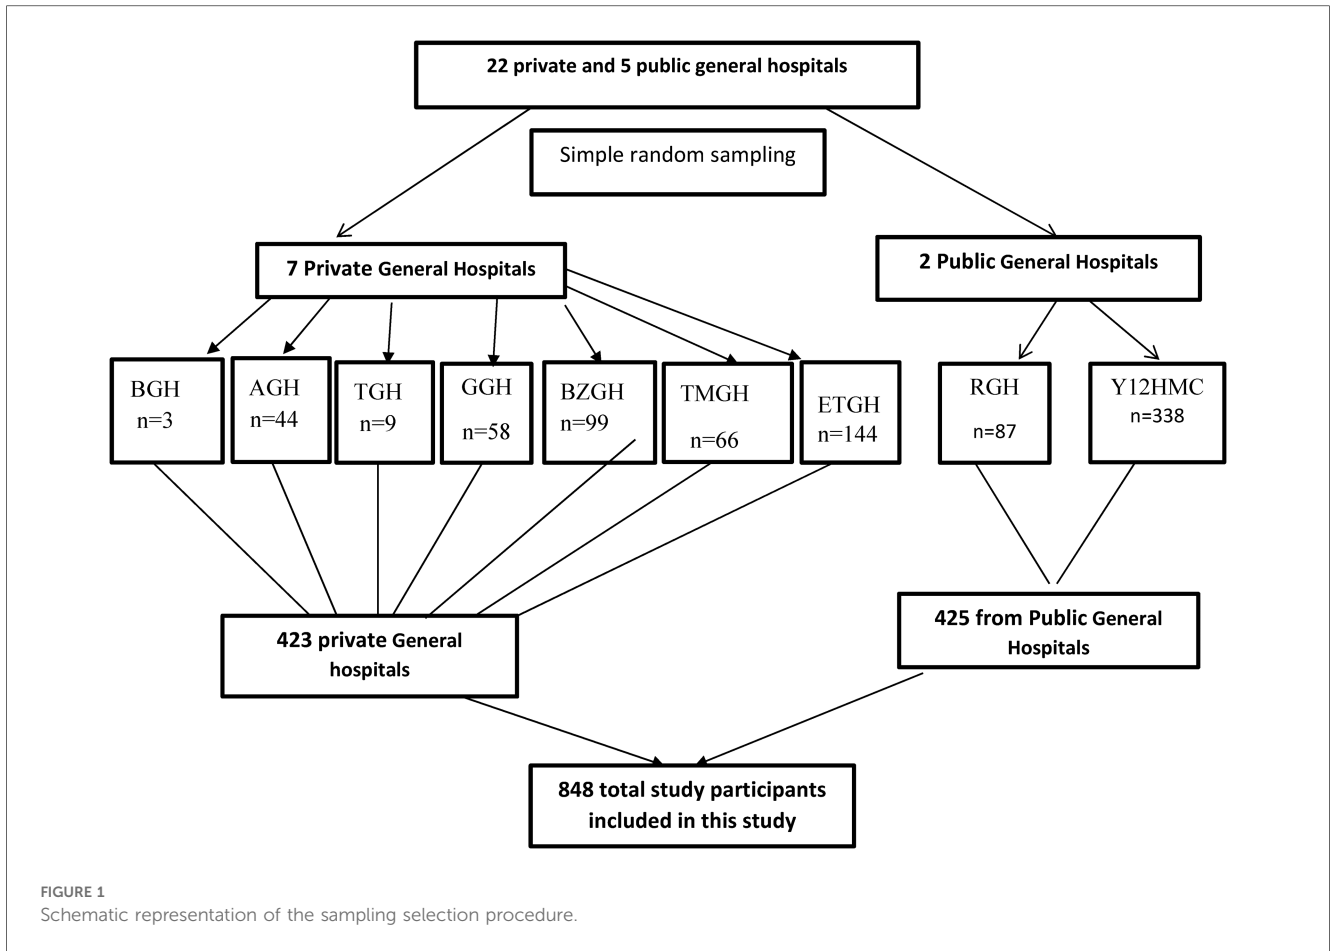 22 private and 5 public general hospitals
Simple random sampling
7 Private General Hospitals
2 Public General Hospitals
BGH
n=3
AGH
n=44
TGH
n=9
GGH
n=58
BZGH
n=99
TMGH
n=66
ETGH
n=144
RGH
n=87
Y12HMC
n=338
423 private General
hospitals
425 from Public General
Hospitals
848 total study participants
included in this study
FIGURE 1
Schematic representation of the sampling selection procedure.